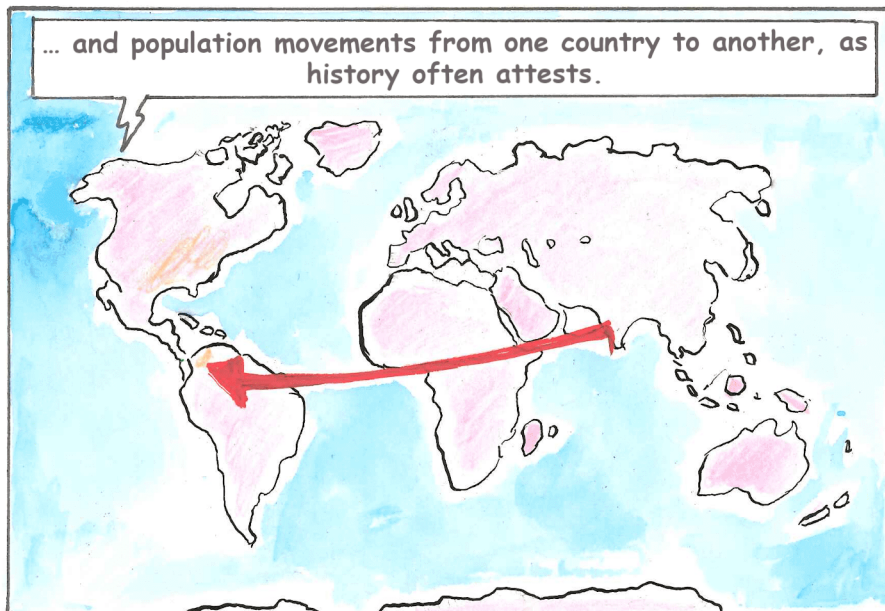 … and population movements from one country to another, as
history often attests.